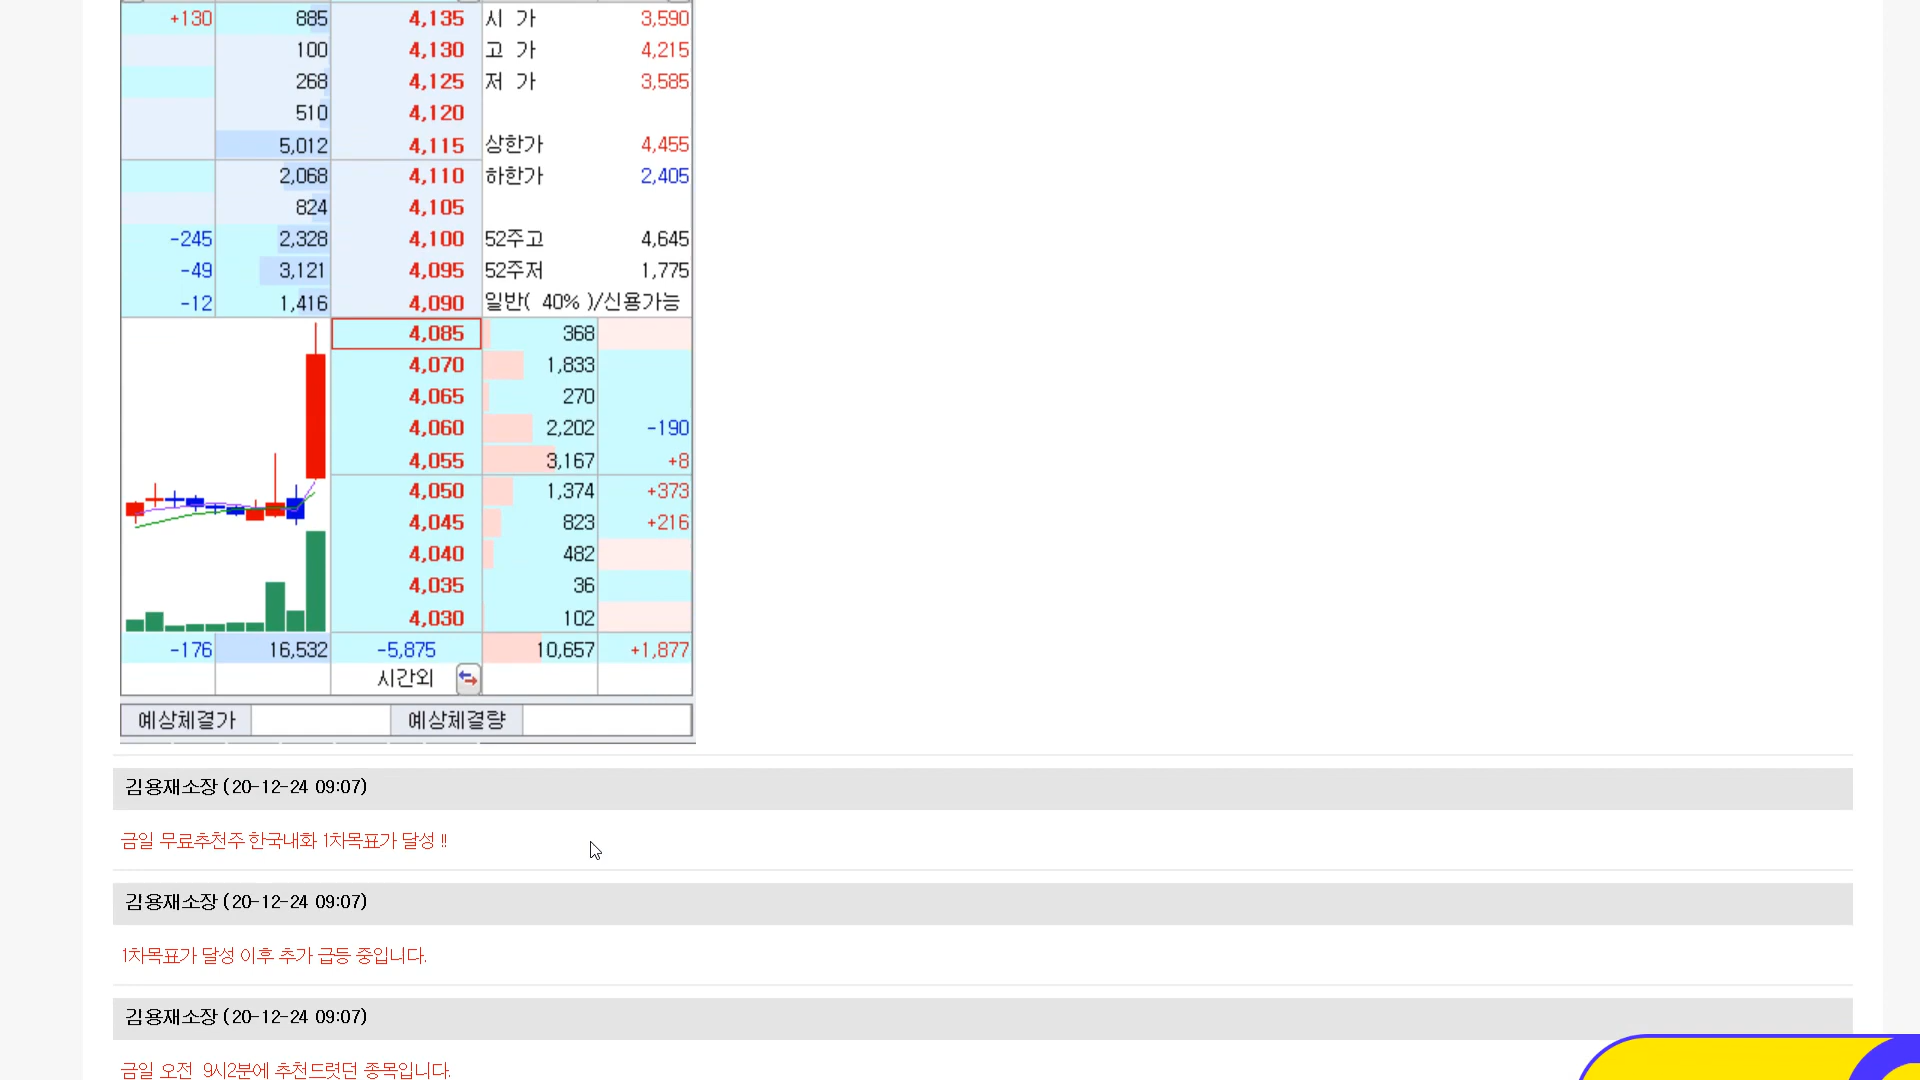 +130 885 4,135 시 가 3,590
100 4,130 고 가 4,215
268 4,125 저 가 3,585
510 4,120
5,012 4,115 상한가 4,455
2,068 4,110 하한가 2,405
824 4,105
-245 2,328 4,100 52주고 4,645
-49 3,121 4,095 52주저 1,775
-12 1,416 4,090 일반( 40% )/신용가능
4,085 368
4,070 1,833
4,065 270
4,060 2,202 -190
4,055 3,167 +8
4,050 1,374 +373
4,045 823 +216
4,040 482
4,035 36
4,030 102
-176 16,532 -5,875 10,657 +1,877
시간외
예상체결가 예상체결량
김용재소장 (20-12-24 09:07)
금일 무료추천주 한국내화 1차목표가 달성 !!
김용재소장 (20-12-24 09:07)
1차목표가 달성 이후 추가 급등 중입니다.
김용재소장 (20-12-24 09:07)
금일 오전 9시2분에 추천드렷던 종목입니다.